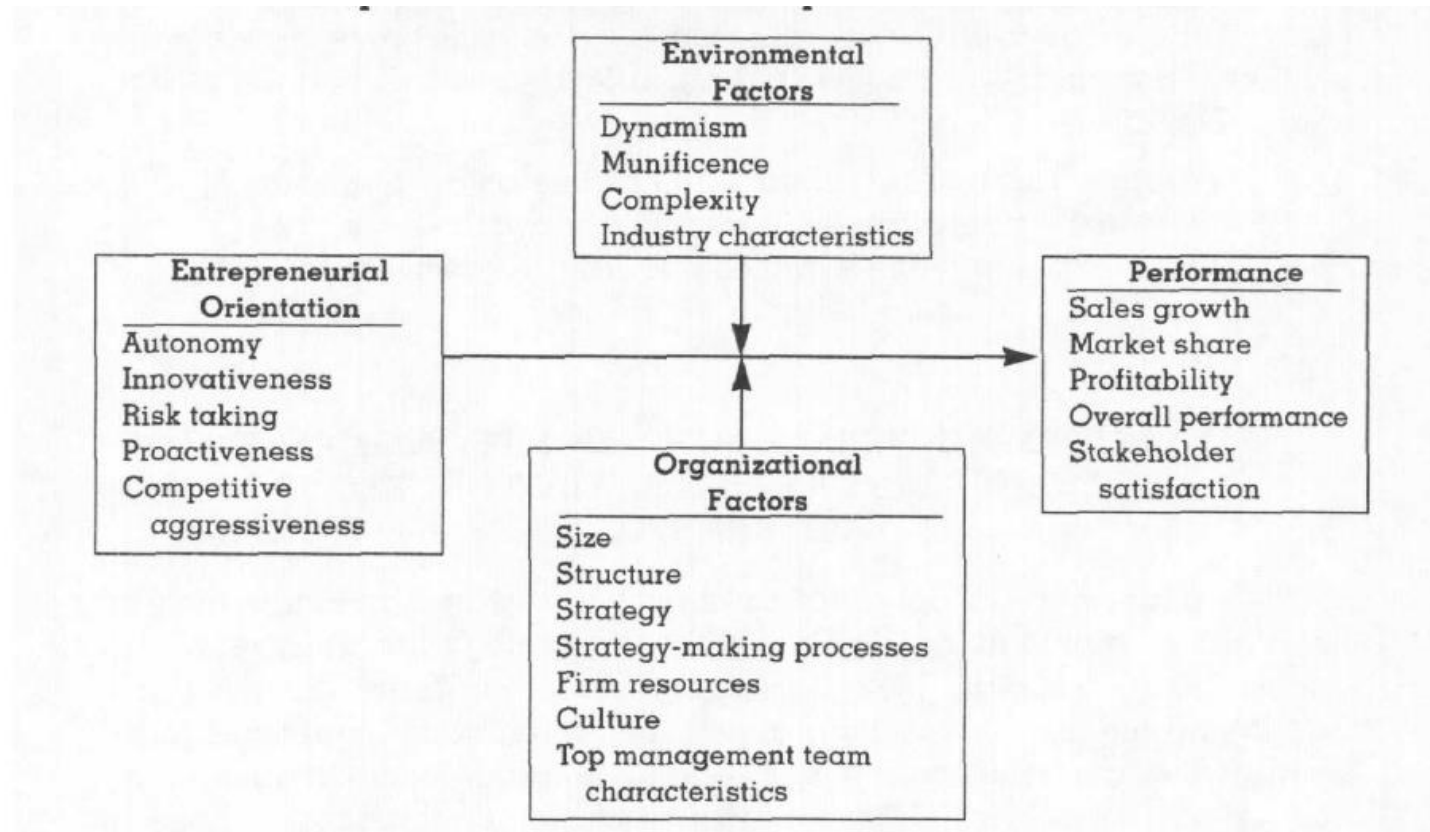 Environmental
Factors
Dynamism
Munificence
Complexity
Industry characteristics
Entrepreneurial
Orientation
Autonomy
Innovativeness
Risk taking
Proactiveness
Competitive
aggressiveness
Performance
Sales growth
Market share
Profitability
Overall performance
Stakeholder
satisfaction
Organizational
Factors
Size
Structure
Strategy
Strategy-making processes
Firm resources
Culture
Top management team
characteristics